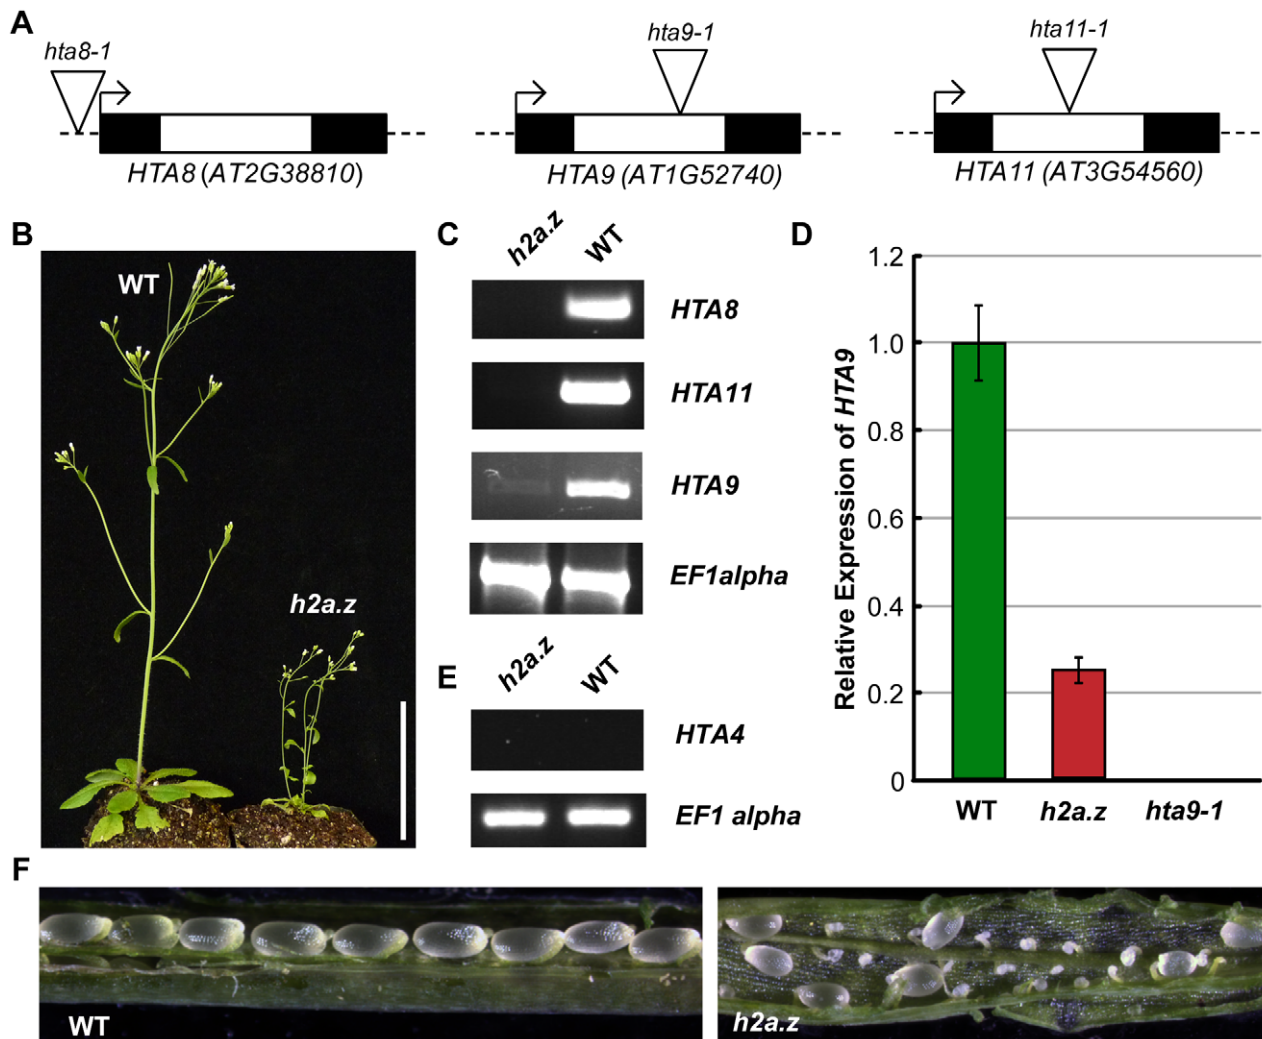 A
hta8-1
hta9-1
hta11-1
HTA8 (AT2G38810)
HTA9 (AT1G52740)
HTA11 (AT3G54560)
B
WT
h2a.z
C
h2a.z
WT
HTA8
HTA11
HTA9
EF1alpha
D
Relative Expression of HTA9
1.2
1.0
0.8
0.6
0.4
0.2
0
WT
h2a.z
hta9-1
E
h2a.z
WT
HTA4
EF1 alpha
F
WT
h2a.z